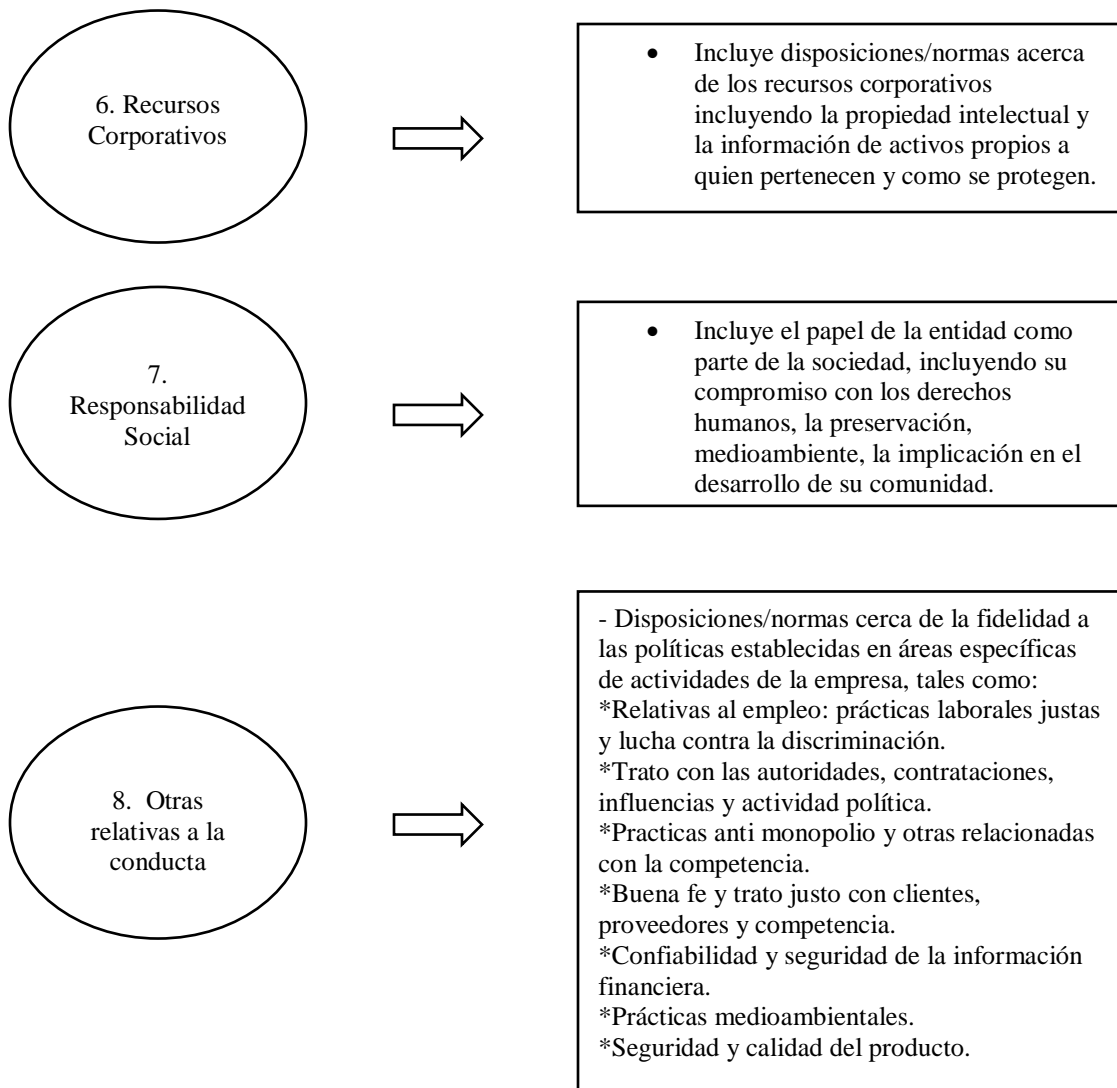 6. Recursos
Corporativos
• Incluye disposiciones/normas acerca
de los recursos corporativos
incluyendo la propiedad intelectual y
la información de activos propios a
quien pertenecen y como se protegen.
7.
Responsabilidad
Social
• Incluye el papel de la entidad como
parte de la sociedad, incluyendo su
compromiso con los derechos
humanos, la preservación,
medioambiente, la implicación en el
desarrollo de su comunidad.
8. Otras
relativas a la
conducta
- Disposiciones/normas cerca de la fidelidad a
las políticas establecidas en áreas específicas
de actividades de la empresa, tales como:
*Relativas al empleo: prácticas laborales justas
y lucha contra la discriminación.
*Trato con las autoridades, contrataciones,
influencias y actividad política.
*Practicas anti monopolio y otras relacionadas
con la competencia.
*Buena fe y trato justo con clientes,
proveedores y competencia.
*Confiabilidad y seguridad de la información
financiera.
*Prácticas medioambientales.
*Seguridad y calidad del producto.